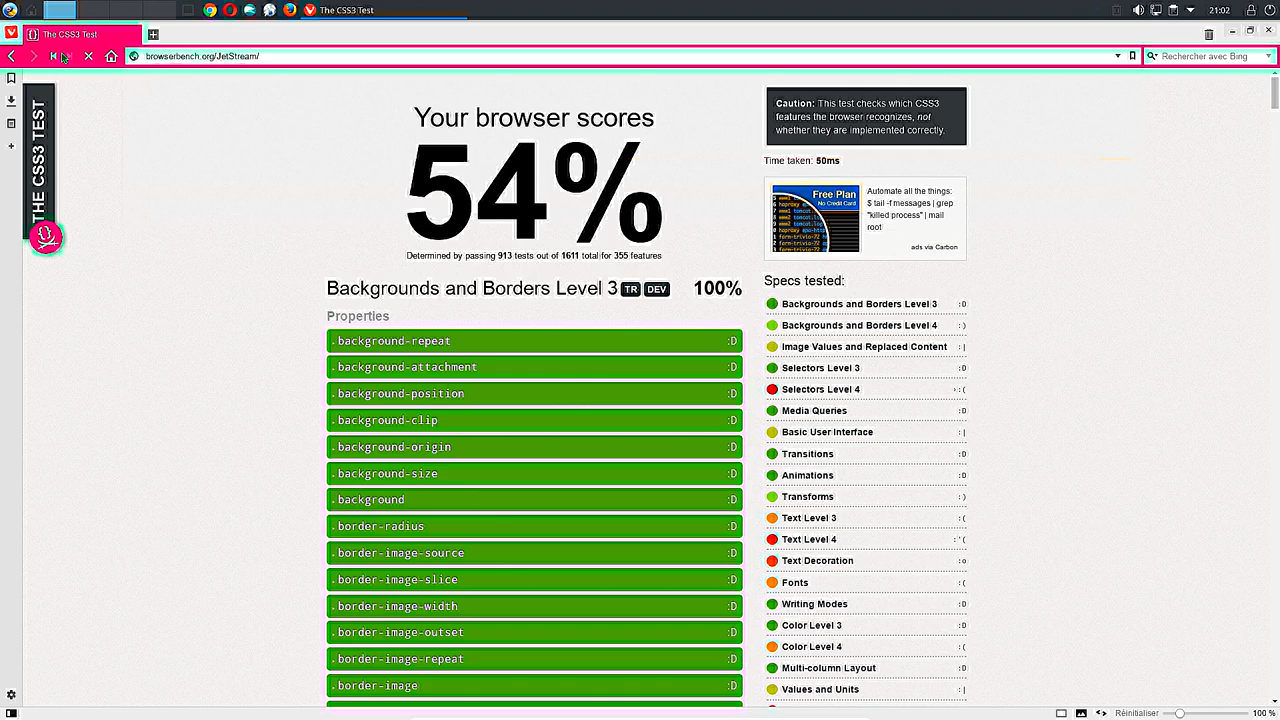 The CSS3 Test
21:02
The CSS3 Test
browserbench.org/JetStream/
Rechercher avec Bing
THE CSS3 TEST
Your browser scores
54%
Determined by passing 913 tests out of 1611 total for 355 features
Backgrounds and Borders Level 3 TR DEV 100%
Properties
.background-repeat :D
.background-attachment :D
.background-position :D
.background-clip :D
.background-origin :D
.background-size :D
.background :D
.border-radius :D
.border-image-source :D
.border-image-slice :D
.border-image-width :D
.border-image-outset :D
.border-image-repeat :D
.border-image :D
Caution: This test checks which CSS3
features the browser recognizes, not
whether they are implemented correctly.
Time taken: 50ms
Free Plan
No Credit Card
Automate all the things:
$ tail -f messages | grep
"killed process" | mail
root
ads via Carbon
Specs tested:
Backgrounds and Borders Level 3 :D
Backgrounds and Borders Level 4 :)
Image Values and Replaced Content :|
Selectors Level 3 :D
Selectors Level 4 >:(
Media Queries :D
Basic User Interface :|
Transitions :D
Animations :D
Transforms :)
Text Level 3 :(
Text Level 4 :'(
Text Decoration :o
Fonts :(
Writing Modes :D
Color Level 3 :D
Color Level 4 :(
Multi-column Layout :D
Values and Units :|
Réinitialiser 100 %